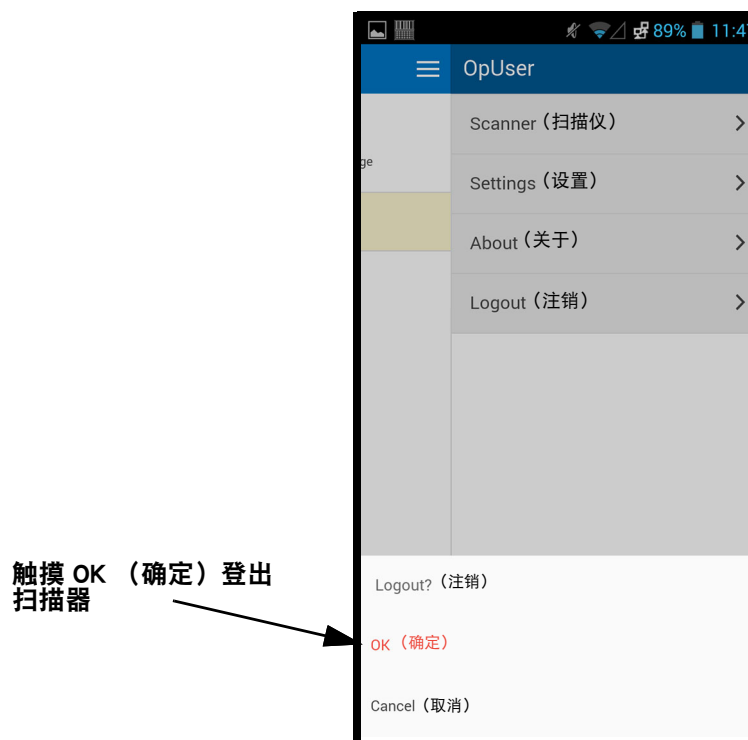 89% 11:4
OpUser
Scanner（扫描仪）
ge
Settings（设置）
About（关于）
Logout（注销）
触摸 OK （确定）登出
扫描器
Logout?（注销）
OK（确定）
Cancel（取消）